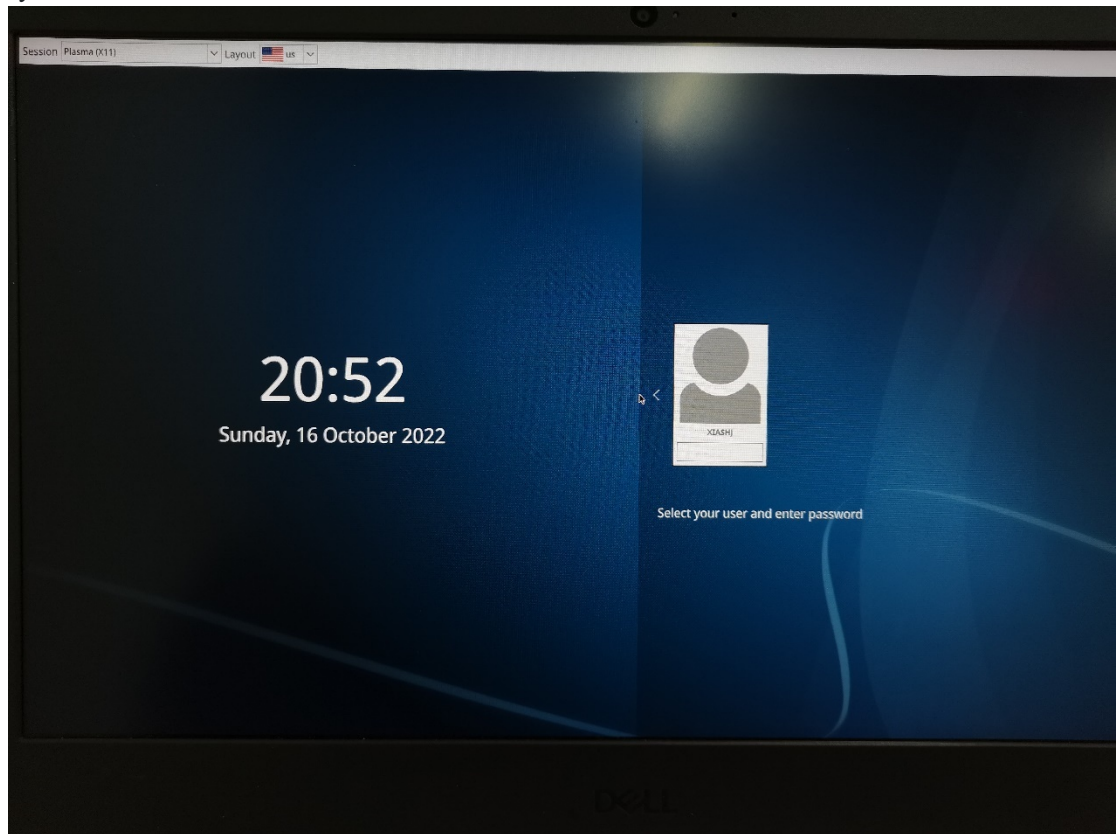 Session Plasma (X11) Layout us
20:52
Sunday, 16 October 2022
XIASHJ
Select your user and enter password
DELL